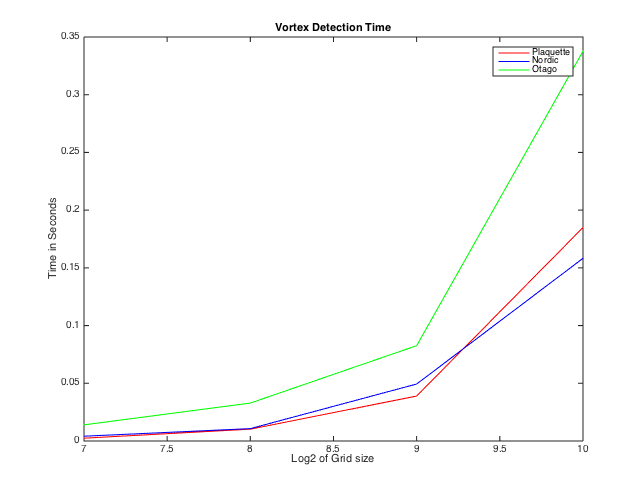 Vortex Detection Time
0.35
Plaquette
Nordic
Otago
0.3
0.25
0.2
0.15
0.1
0.05
0
Time in Seconds
7 7.5 8 8.5 9 9.5 10
Log2 of Grid size